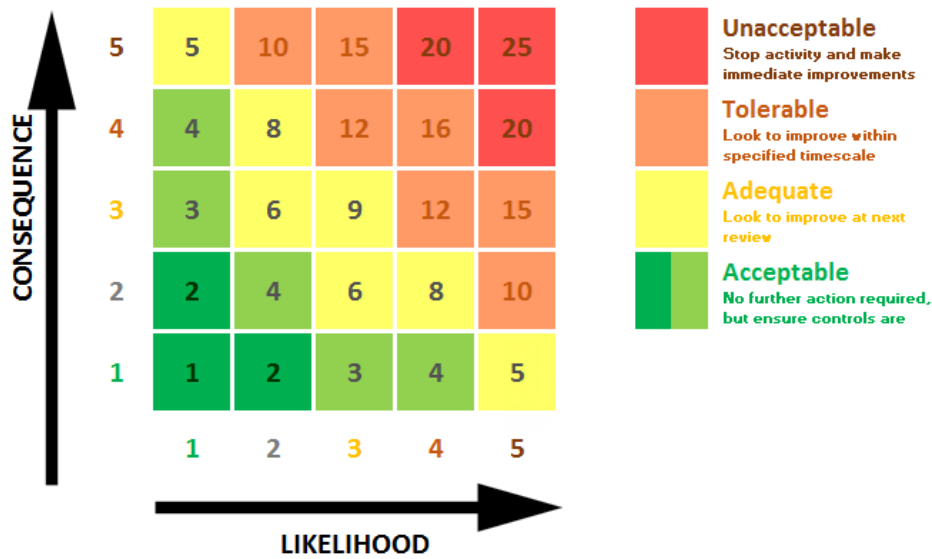 CONSEQUENCE
5 5 10 15 20 25
4 4 8 12 16 20
3 3 6 9 12 15
2 2 4 6 8 10
1 1 2 3 4 5
1 2 3 4 5
LIKELIHOOD
Unacceptable
Stop activity and make
immediate improvements
Tolerable
Look to improve within
specified timescale
Adequate
Look to improve at next
review
Acceptable
No further action required,
but ensure controls are